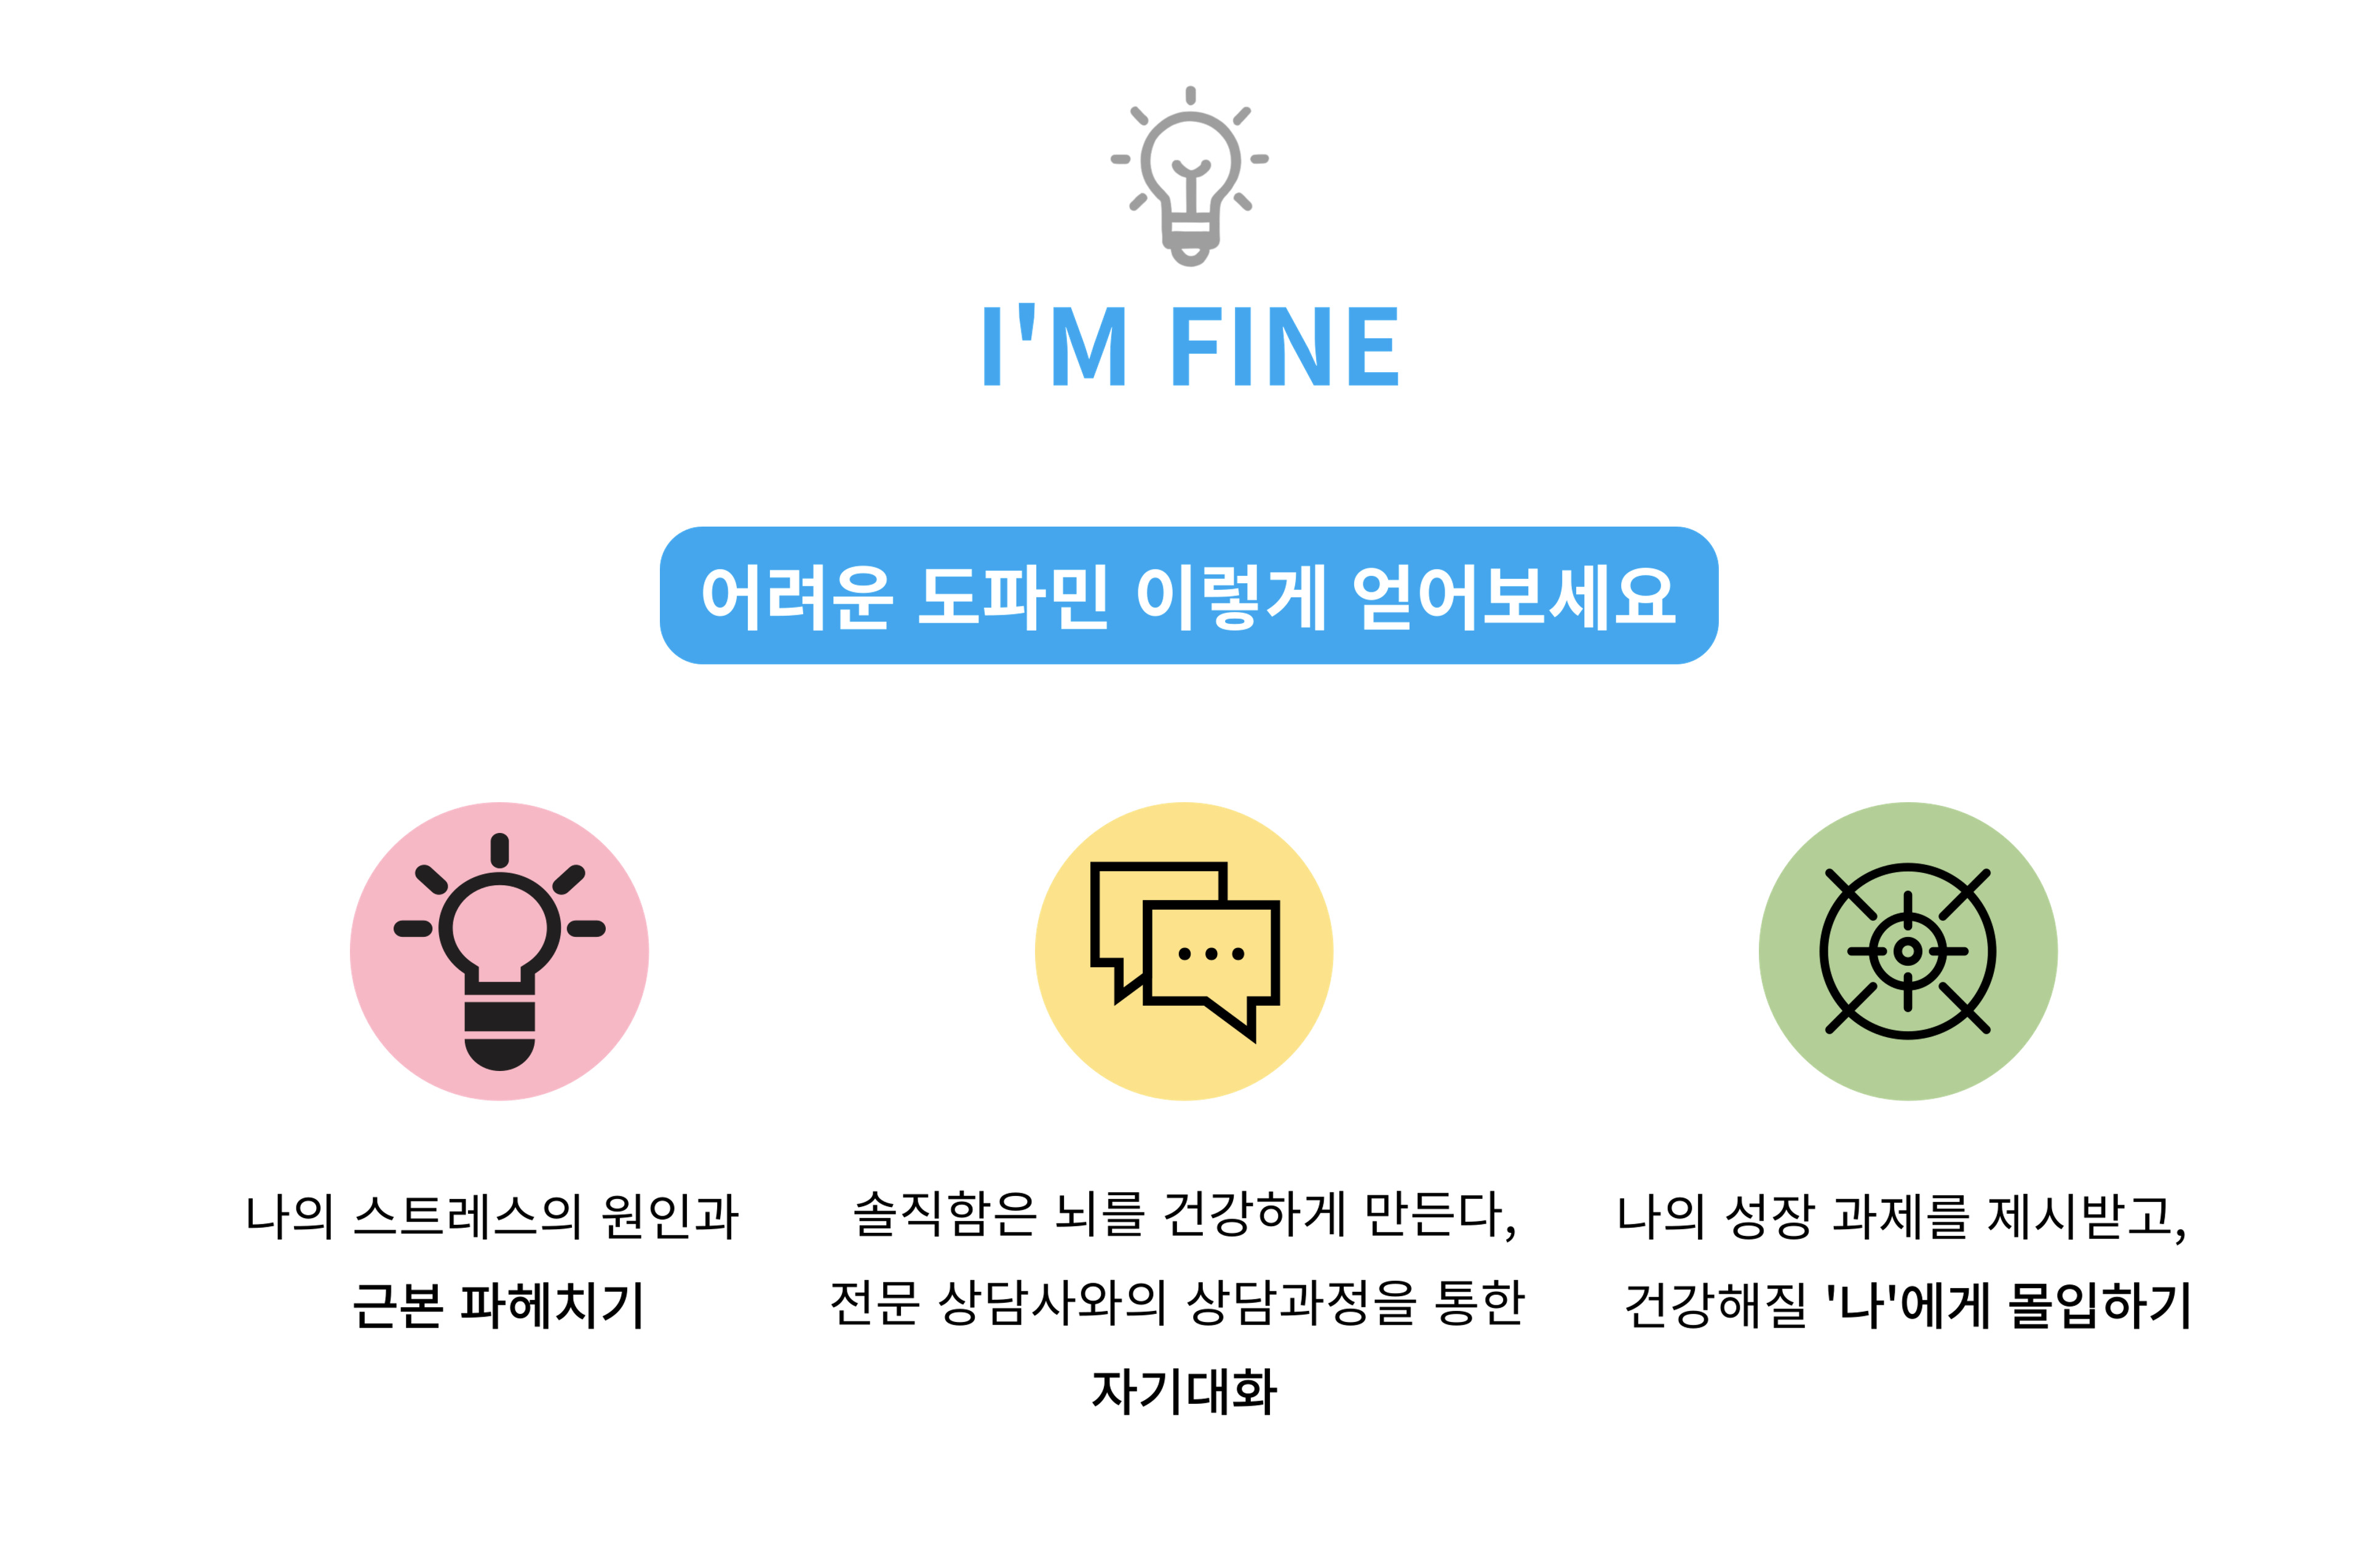 I'M FINE
어려운 도파민 이렇게 얻어보세요
나의 스트레스의 원인과
근본 파헤치기
솔직함은 뇌를 건강하게 만든다,
전문 상담사와의 상담과정을 통한
자기대화
나의 성장 과제를 제시받고,
건강해질 '나'에게 몰입하기